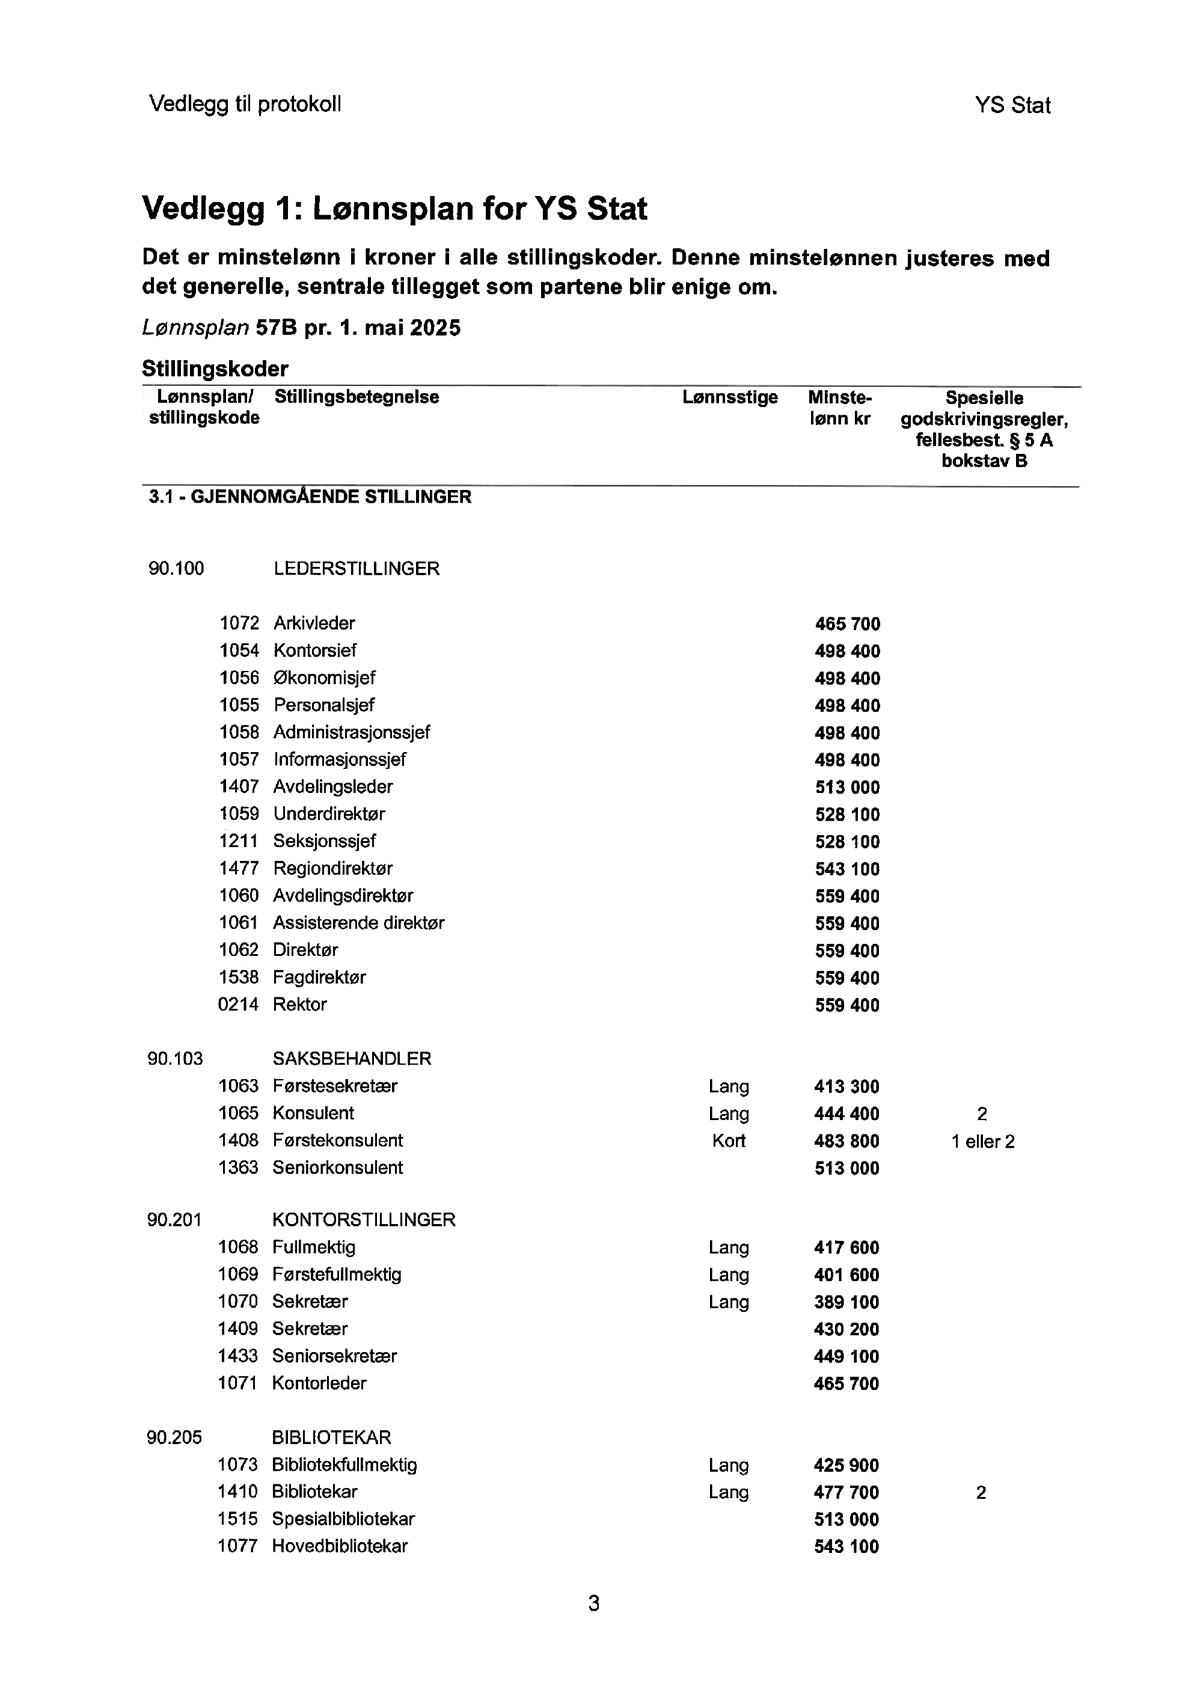 Vedlegg til protokoll YS Stat
Vedlegg 1: Lønnsplan for YS Stat
Det er minstelønn i kroner i alle stillingskoder. Denne minstelønnen justeres med
det generelle, sentrale tillegget som partene blir enige om.
Lønnsplan 57B pr. 1. mai 2025
Stillingskoder
Lønnsplan/ Stillingsbetegnelse Lønnsstige Minste- Spesielle
stillingskode lønn kr godskrivingsregler,
fellesbest. § 5 A
bokstav B
3.1 - GJENNOMGÅENDE STILLINGER
90.100 LEDERSTILLINGER
1072 Arkivleder 465 700
1054 Kontorsief 498 400
1056 Økonomisjef 498 400
1055 Personalsjef 498 400
1058 Administrasjonssjef 498 400
1057 Informasjonssjef 498 400
1407 Avdelingsleder 513 000
1059 Underdirektør 528 100
1211 Seksjonssjef 528 100
1477 Regiondirektør 543 100
1060 Avdelingsdirektør 559 400
1061 Assisterende direktør 559 400
1062 Direktør 559 400
1538 Fagdirektør 559 400
0214 Rektor 559 400
90.103 SAKSBEHANDLER
1063 Førstesekretær Lang 413 300
1065 Konsulent Lang 444 400 2
1408 Førstekonsulent Kort 483 800 1 eller 2
1363 Seniorkonsulent 513 000
90.201 KONTORSTILLINGER
1068 Fullmektig Lang 417 600
1069 Førstefullmektig Lang 401 600
1070 Sekretær Lang 389 100
1409 Sekretær 430 200
1433 Seniorsekretær 449 100
1071 Kontorleder 465 700
90.205 BIBLIOTEKAR
1073 Bibliotekfullmektig Lang 425 900
1410 Bibliotekar Lang 477 700 2
1515 Spesialbibliotekar 513 000
1077 Hovedbibliotekar 543 100
3